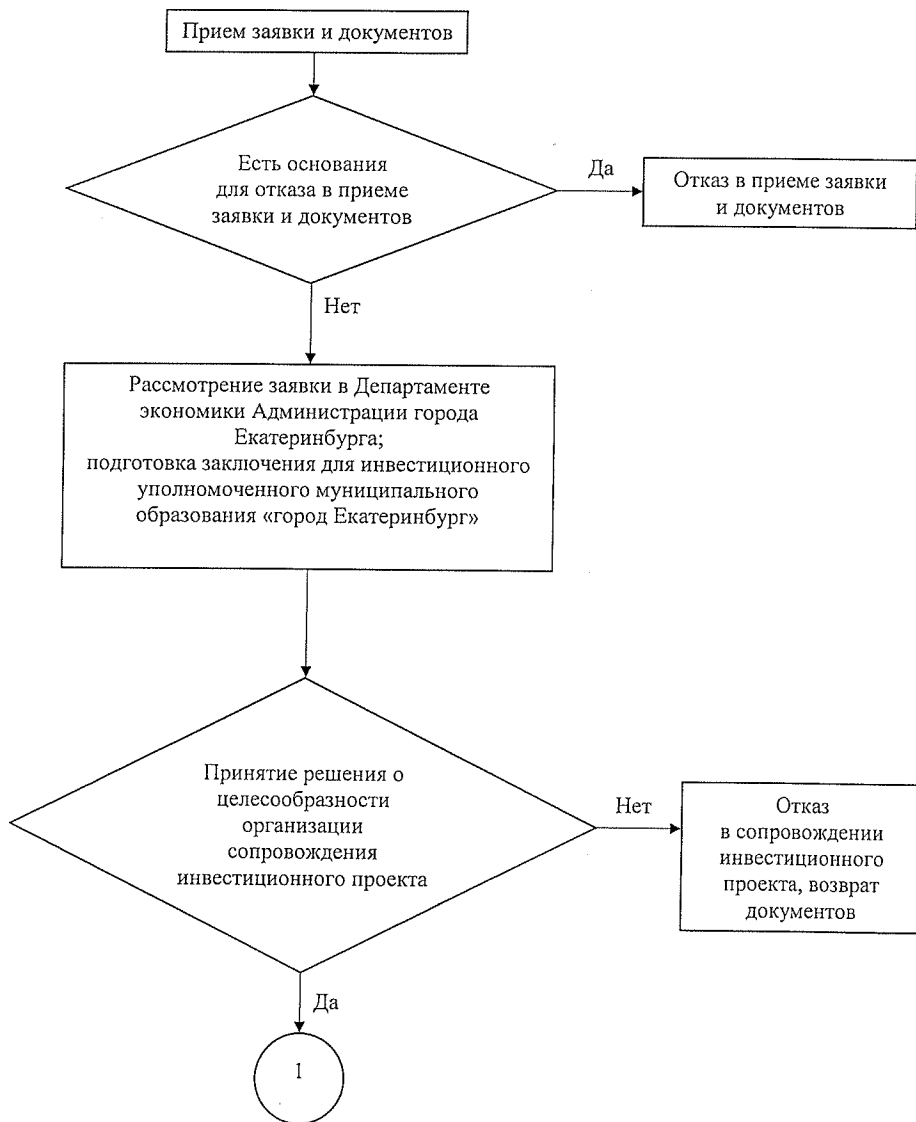 Прием заявки и документов
Есть основания
для отказа в приеме
заявки и документов
Да
Отказ в приеме заявки
и документов
Нет
Рассмотрение заявки в Департаменте
экономики Администрации города
Екатеринбурга;
подготовка заключения для инвестиционного
уполномоченного муниципального
образования «город Екатеринбург»
Принятие решения о
целесообразности
организации
сопровождения
инвестиционного проекта
Нет
Отказ
в сопровождении
инвестиционного
проекта, возврат
документов
Да
1